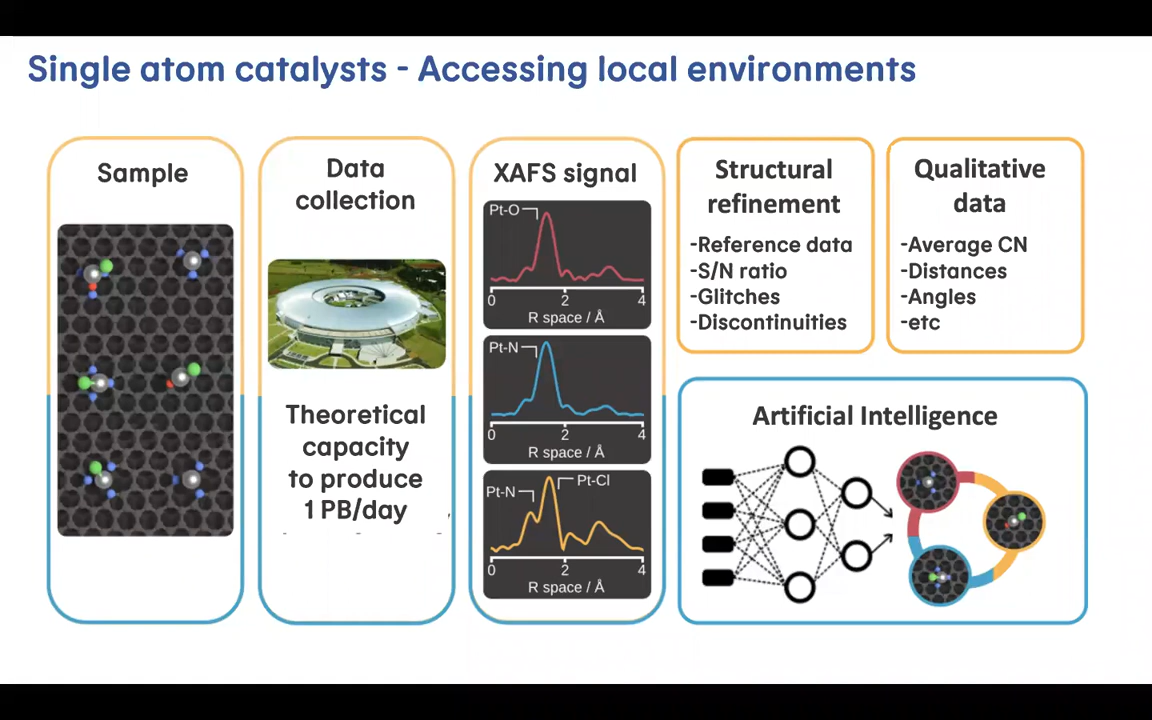 Single atom catalysts - Accessing local environments
Sample
Data
collection
Theoretical
capacity
to produce
1 PB/day
XAFS signal
Pt-O
0 2 4
R space / Å
Pt-N
0 2 4
R space / Å
Pt-N
Pt-Cl
0 2 4
R space / Å
Structural
refinement
-Reference data
-S/N ratio
-Glitches
-Discontinuities
Qualitative
data
-Average CN
-Distances
-Angles
-etc
Artificial Intelligence